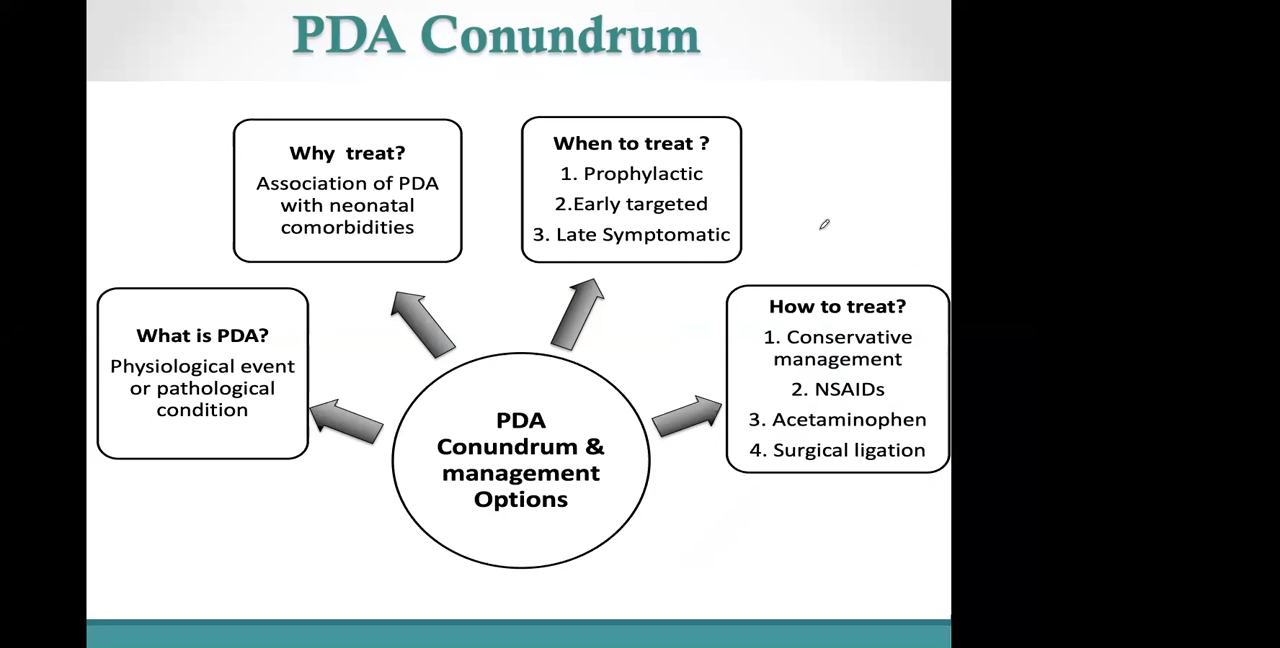 PDA Conundrum
Why treat?
Association of PDA
with neonatal
comorbidities
When to treat ?
1. Prophylactic
2.Early targeted
3. Late Symptomatic
What is PDA?
Physiological event
or pathological
condition
How to treat?
1. Conservative
management
2. NSAIDs
3. Acetaminophen
4. Surgical ligation
PDA
Conundrum &
management
Options